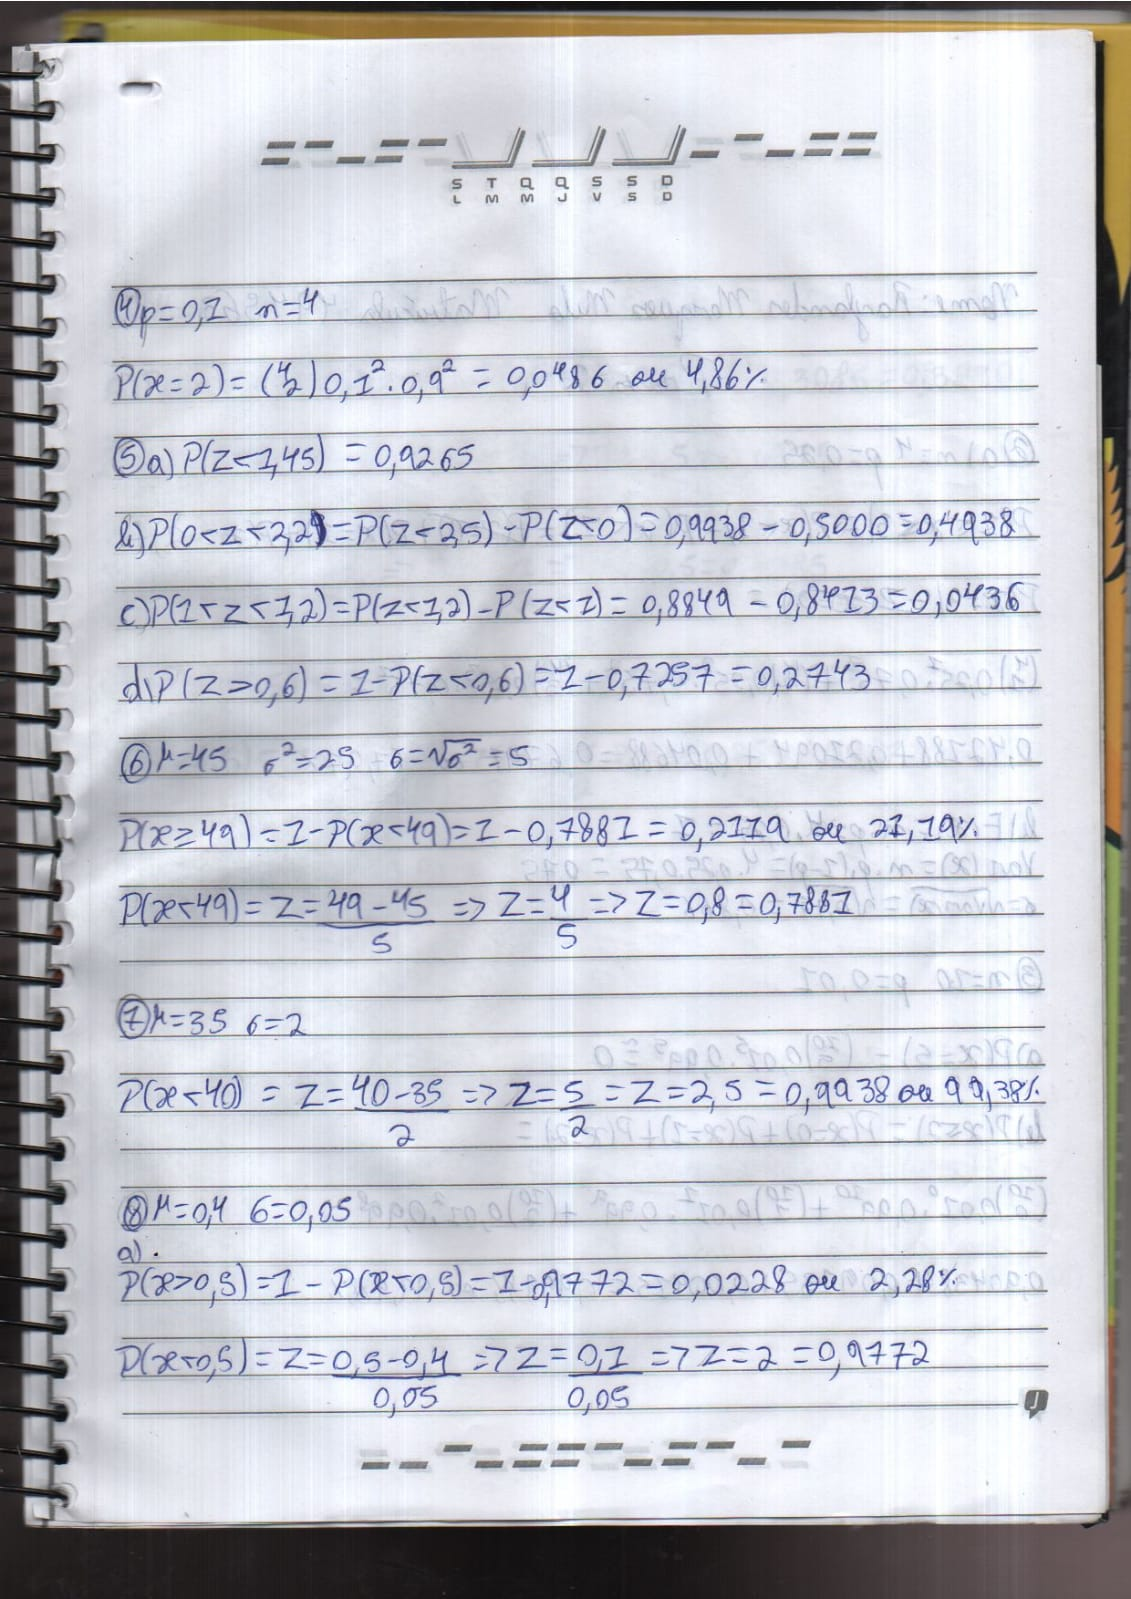 S T Q Q S S D
L M M J V S D
④ p=0,1 n=4
P(x=2) = (4 2) 0,1² · 0,9² = 0,0486 ou 4,86%
⑤ a) P(Z<1,45) = 0,9265
P(0<Z<2,2 = P(Z<2,5) - P(Z<0) = 0,9938 - 0,5000 = 0,4938
c) P(1<Z<1,2) = P(Z<1,2) - P(Z<1) = 0,8849 - 0,8413 = 0,0436
d) P(Z>0,6) = 1 - P(Z<0,6) = 1 - 0,7257 = 0,2743
⑥ μ=45 σ²=25 σ=√σ² = 5
P(x≥49) = 1 - P(x<49) = 1 - 0,7881 = 0,2119 ou 21,19%
P(x<49) = Z = 49-45 => Z = 4 => Z = 0,8 = 0,7881
5 5
⑦ μ=35 σ=2
P(x<40) = Z = 40-35 => Z = 5 = Z = 2,5 = 0,9938 ou 99,38%
2 2
⑧ μ=0,4 σ=0,05
a)
P(x>0,5) = 1 - P(x<0,5) = 1-0,9772 = 0,0228 ou 2,28%
P(x<0,5) = Z = 0,5-0,4 => Z = 0,1 => Z = 2 = 0,9772
0,05 0,05